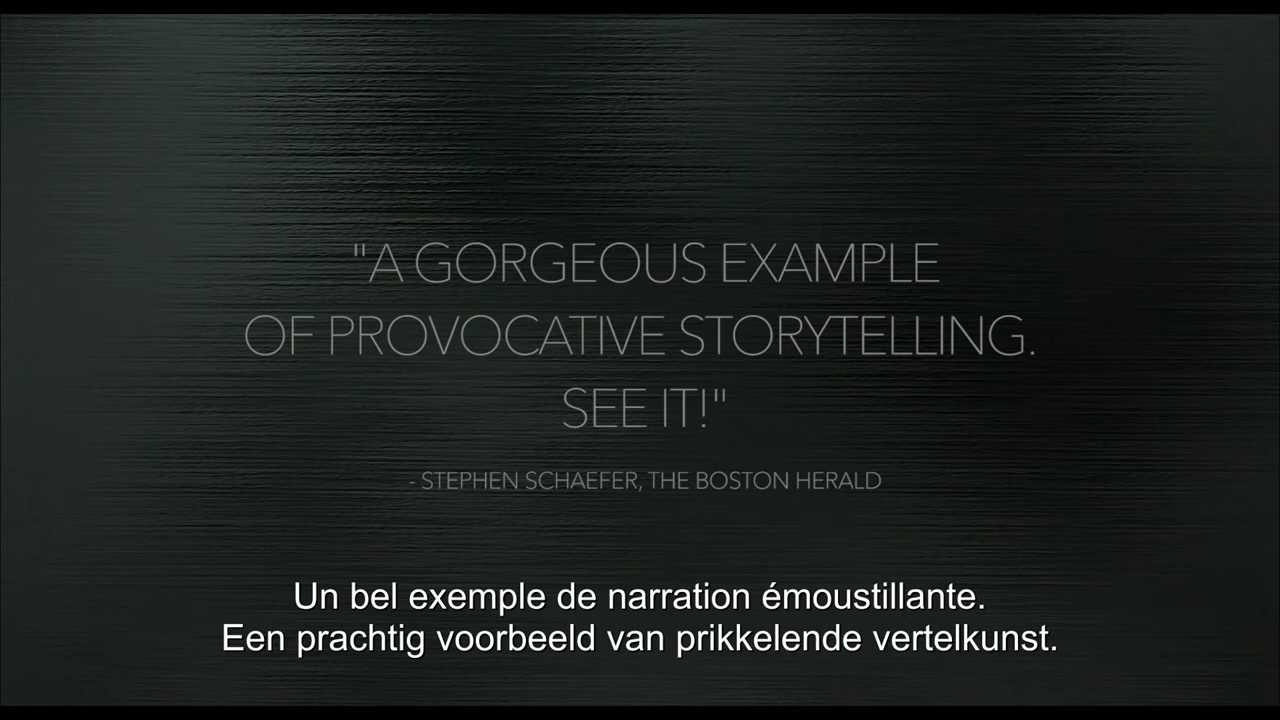 "A GORGEOUS EXAMPLE
OF PROVOCATIVE STORYTELLING.
SEE IT!"
- STEPHEN SCHAEFER, THE BOSTON HERALD
Un bel exemple de narration émoustillante.
Een prachtig voorbeeld van prikkelende vertelkunst.